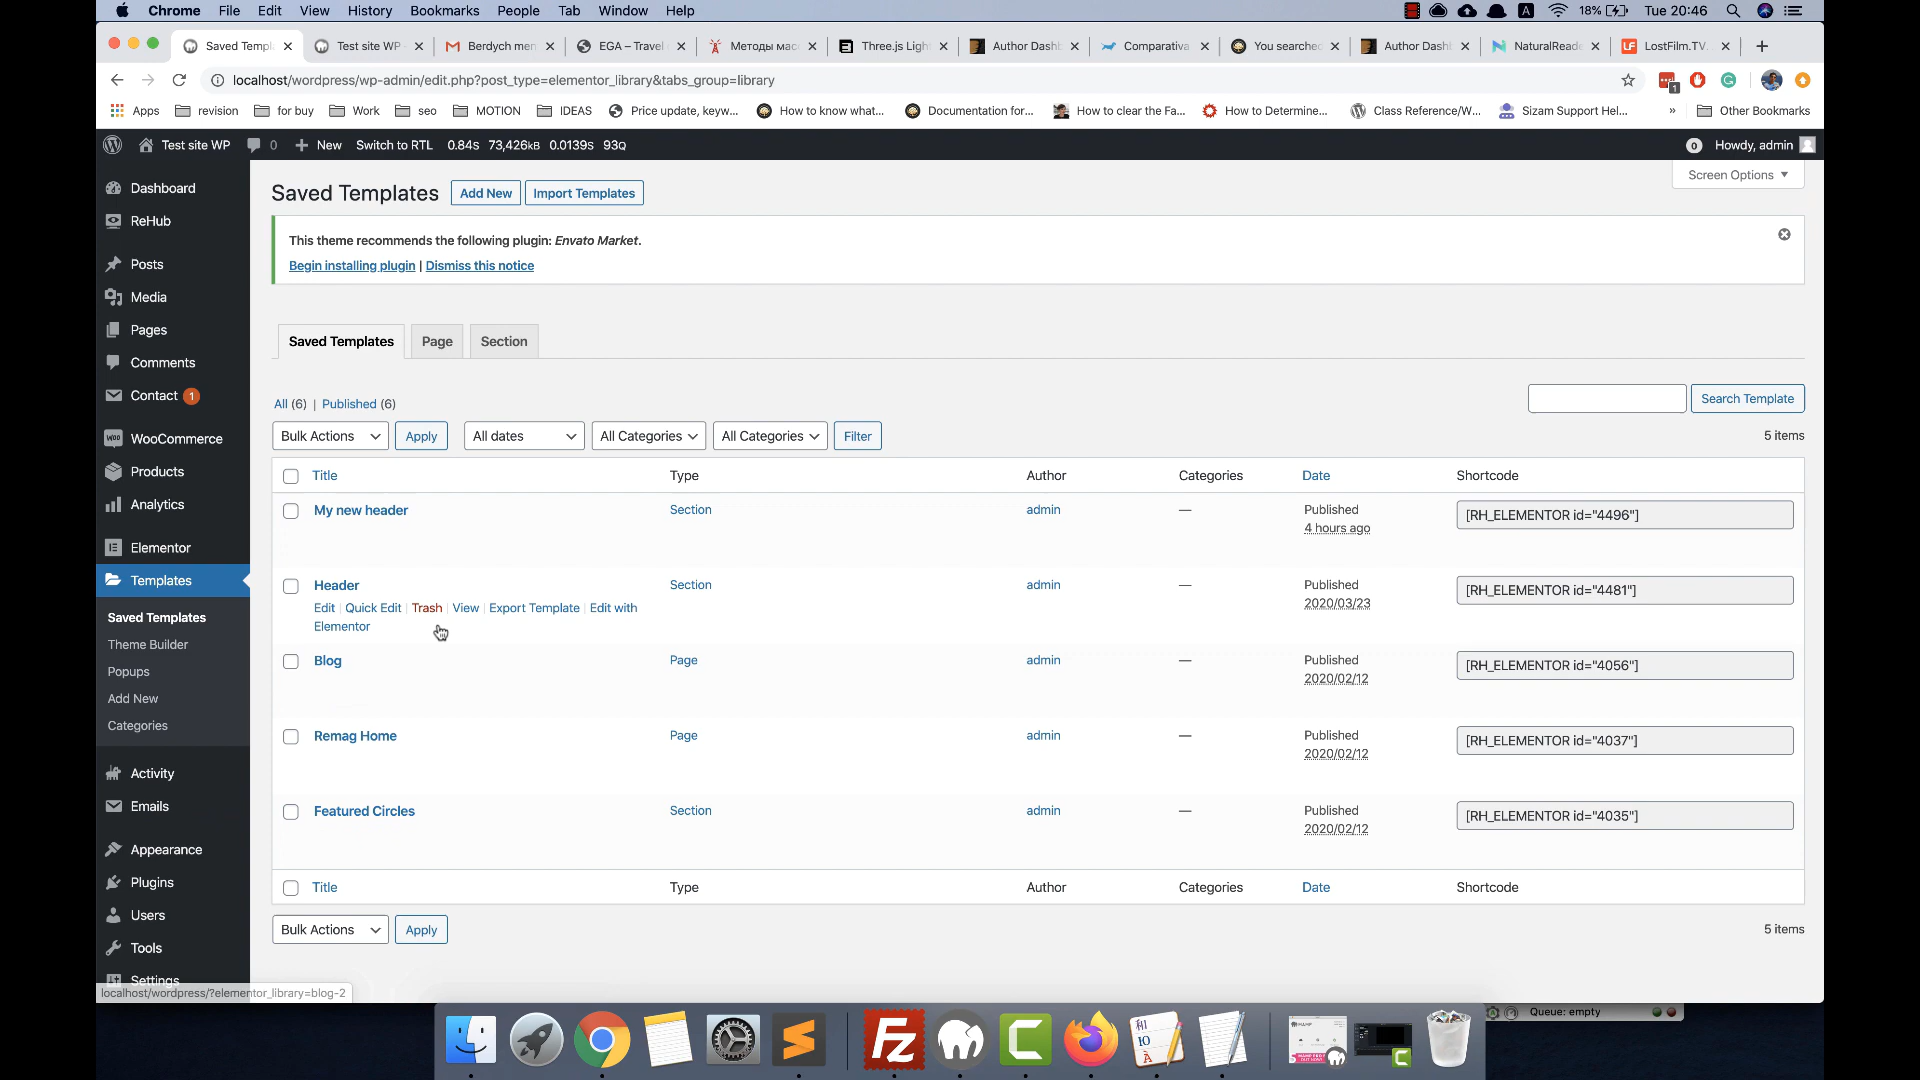 Chrome File Edit View History Bookmarks People Tab Window Help
A 18% Tue 20:46
Saved Templ
Test site WP
Berdych men
EGA – Travel
Методы мас
Three.js Ligh
Author Dashb
Comparativa
You searched
Author Dashb
NaturalReade
LostFilm.TV.
localhost/wordpress/wp-admin/edit.php?post_type=elementor_library&tabs_group=library
1
Apps revision for buy Work seo MOTION IDEAS Price update, keyw... How to know what... Documentation for... How to clear the Fa... How to Determine... Class Reference/W... Sizam Support Hel... » Other Bookmarks
Test site WP 0 New Switch to RTL 0.84S 73,426kB 0.0139S 93Q 0 Howdy, admin
Dashboard
ReHub
Posts
Media
Pages
Comments
Contact 1
WooCommerce
Products
Analytics
Elementor
Templates
Saved Templates
Theme Builder
Popups
Add New
Categories
Activity
Emails
Appearance
Plugins
Users
Tools
Settings
Screen Options
Saved Templates Add New Import Templates
This theme recommends the following plugin: Envato Market.
Begin installing plugin | Dismiss this notice
Saved Templates Page Section
All (6) | Published (6)
Search Template
Bulk Actions Apply All dates All Categories All Categories Filter 5 items
Title Type Author Categories Date Shortcode
My new header Section admin — Published
4 hours ago
[RH_ELEMENTOR id="4496"]
Header Section admin — Published
2020/03/23
[RH_ELEMENTOR id="4481"]
Edit | Quick Edit | Trash | View | Export Template | Edit with
Elementor
Blog Page admin — Published
2020/02/12
[RH_ELEMENTOR id="4056"]
Remag Home Page admin — Published
2020/02/12
[RH_ELEMENTOR id="4037"]
Featured Circles Section admin — Published
2020/02/12
[RH_ELEMENTOR id="4035"]
Title Type Author Categories Date Shortcode
Bulk Actions Apply 5 items
localhost/wordpress/?elementor_library=blog-2
Queue: empty